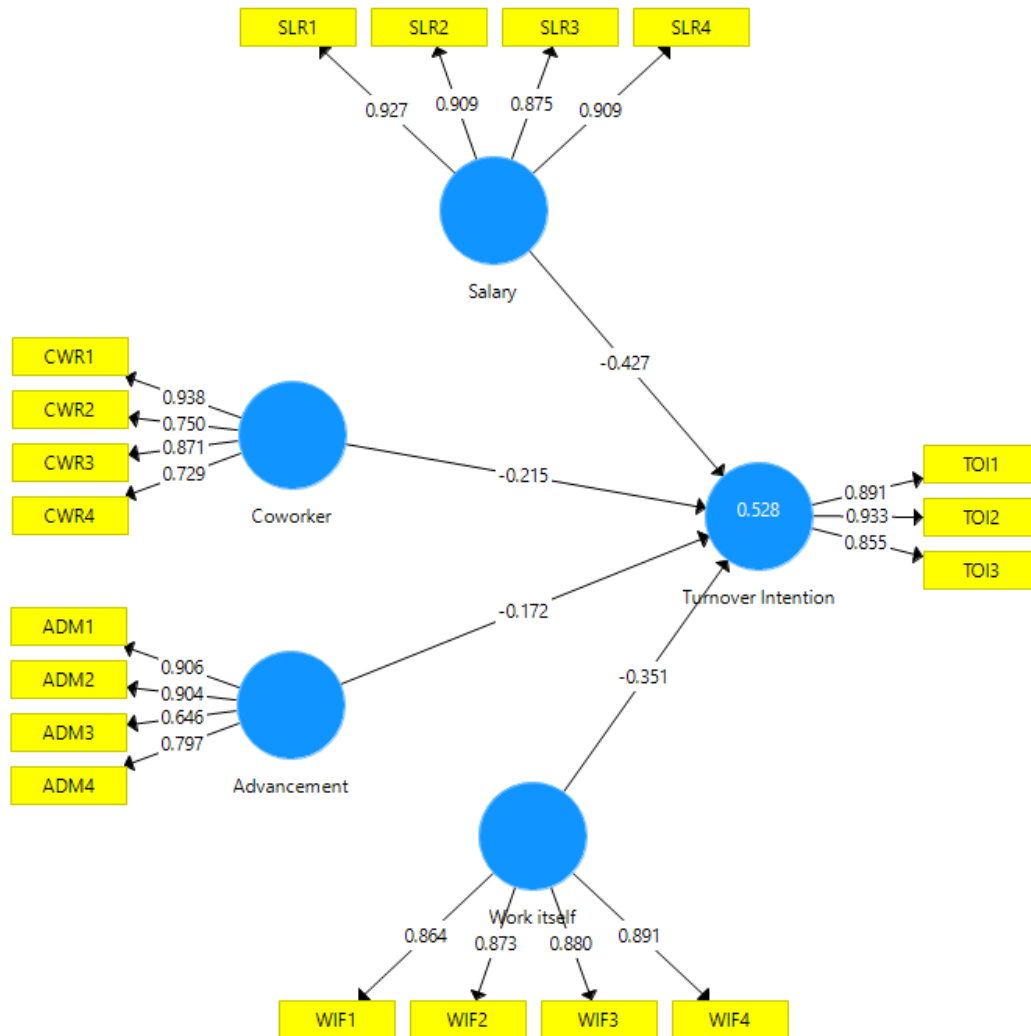 SLR1 SLR2 SLR3 SLR4
0.927 0.909 0.875 0.909
Salary
-0.427
CWR1
CWR2
CWR3
CWR4
0.938
0.750
0.871
0.729
Coworker
-0.215
ADM1
ADM2
ADM3
ADM4
0.906
0.904
0.646
0.797
Advancement
-0.172
0.528
Turnover Intention
0.891
0.933
0.855
TOI1
TOI2
TOI3
-0.351
Work itself
0.864 0.873 0.880 0.891
WIF1 WIF2 WIF3 WIF4